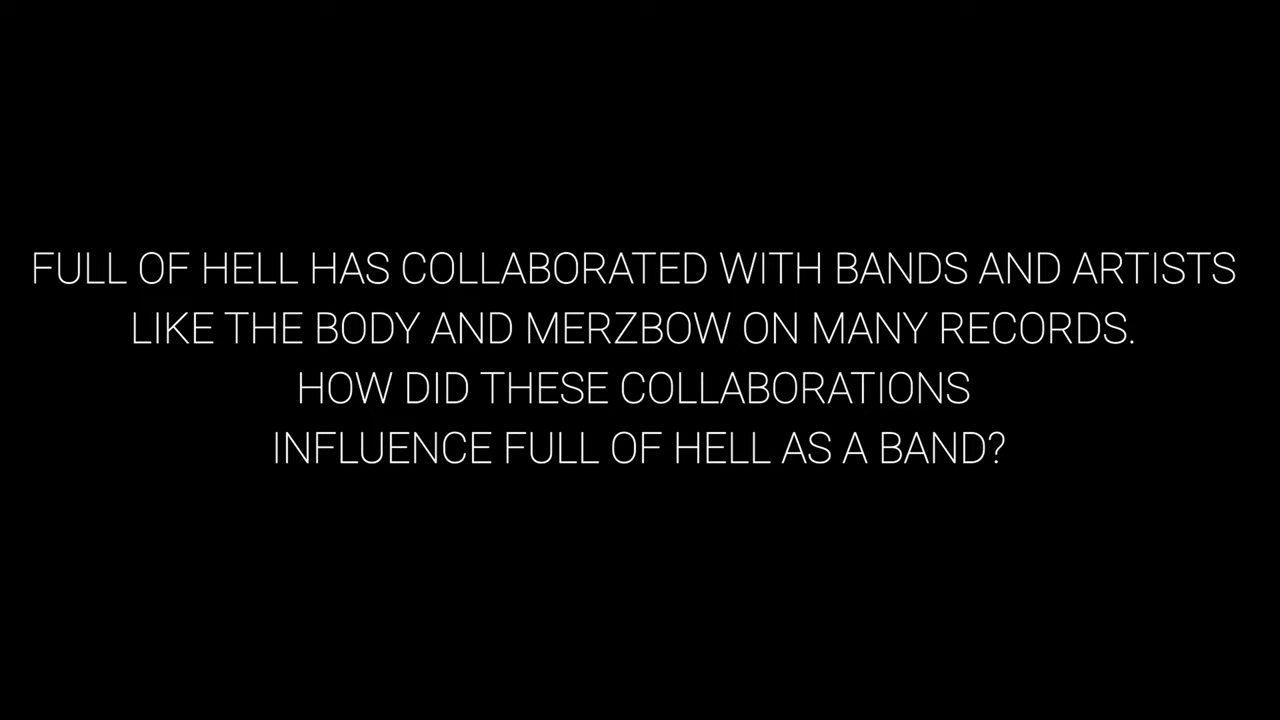 FULL OF HELL HAS COLLABORATED WITH BANDS AND ARTISTS
LIKE THE BODY AND MERZBOW ON MANY RECORDS.
HOW DID THESE COLLABORATIONS
INFLUENCE FULL OF HELL AS A BAND?